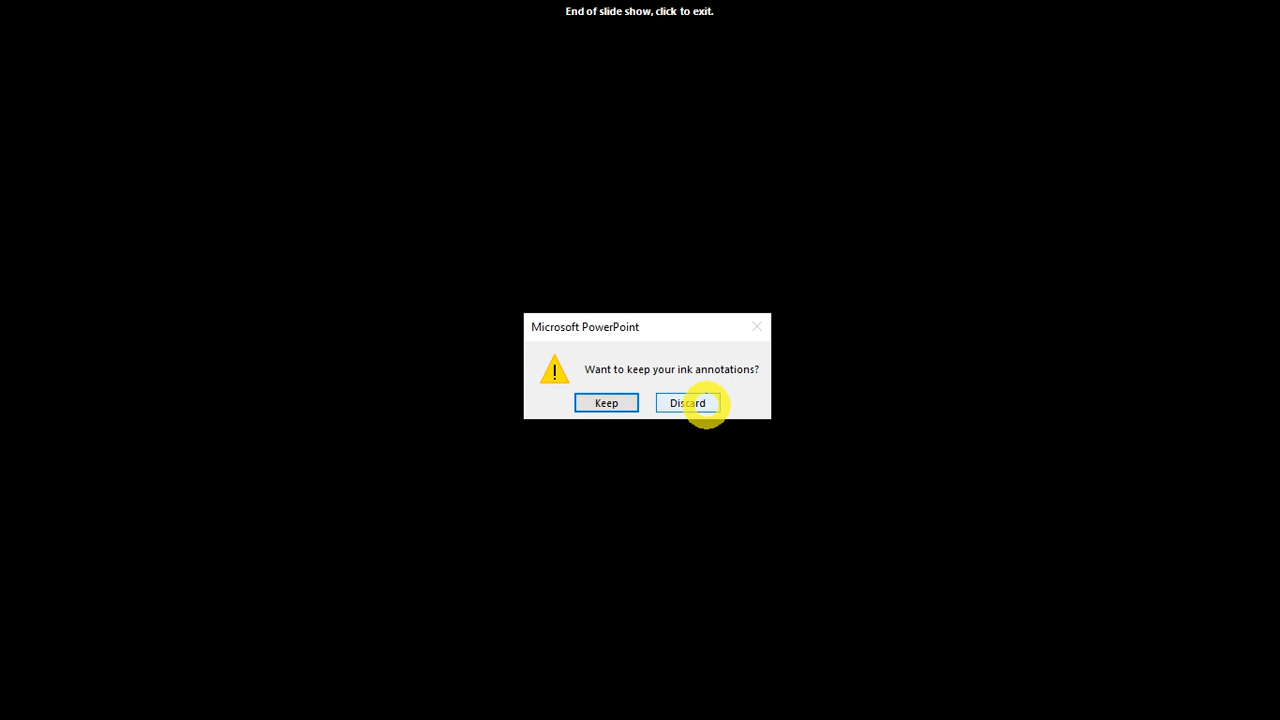 End of slide show, click to exit.
Microsoft PowerPoint
Want to keep your ink annotations?
Keep
Discard